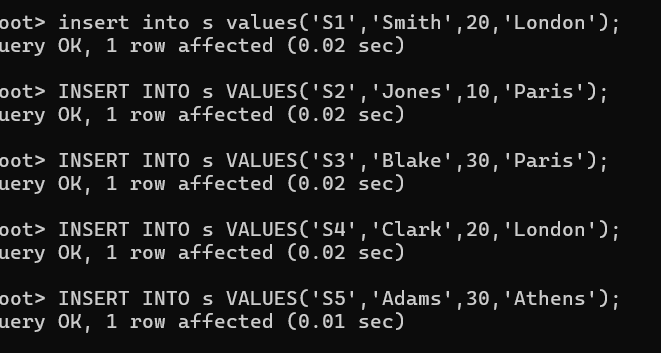 oot> insert into s values('S1','Smith',20,'London');
uery OK, 1 row affected (0.02 sec)
oot> INSERT INTO s VALUES('S2','Jones',10,'Paris');
uery OK, 1 row affected (0.02 sec)
oot> INSERT INTO s VALUES('S3','Blake',30,'Paris');
uery OK, 1 row affected (0.02 sec)
oot> INSERT INTO s VALUES('S4','Clark',20,'London');
uery OK, 1 row affected (0.02 sec)
oot> INSERT INTO s VALUES('S5','Adams',30,'Athens');
uery OK, 1 row affected (0.01 sec)